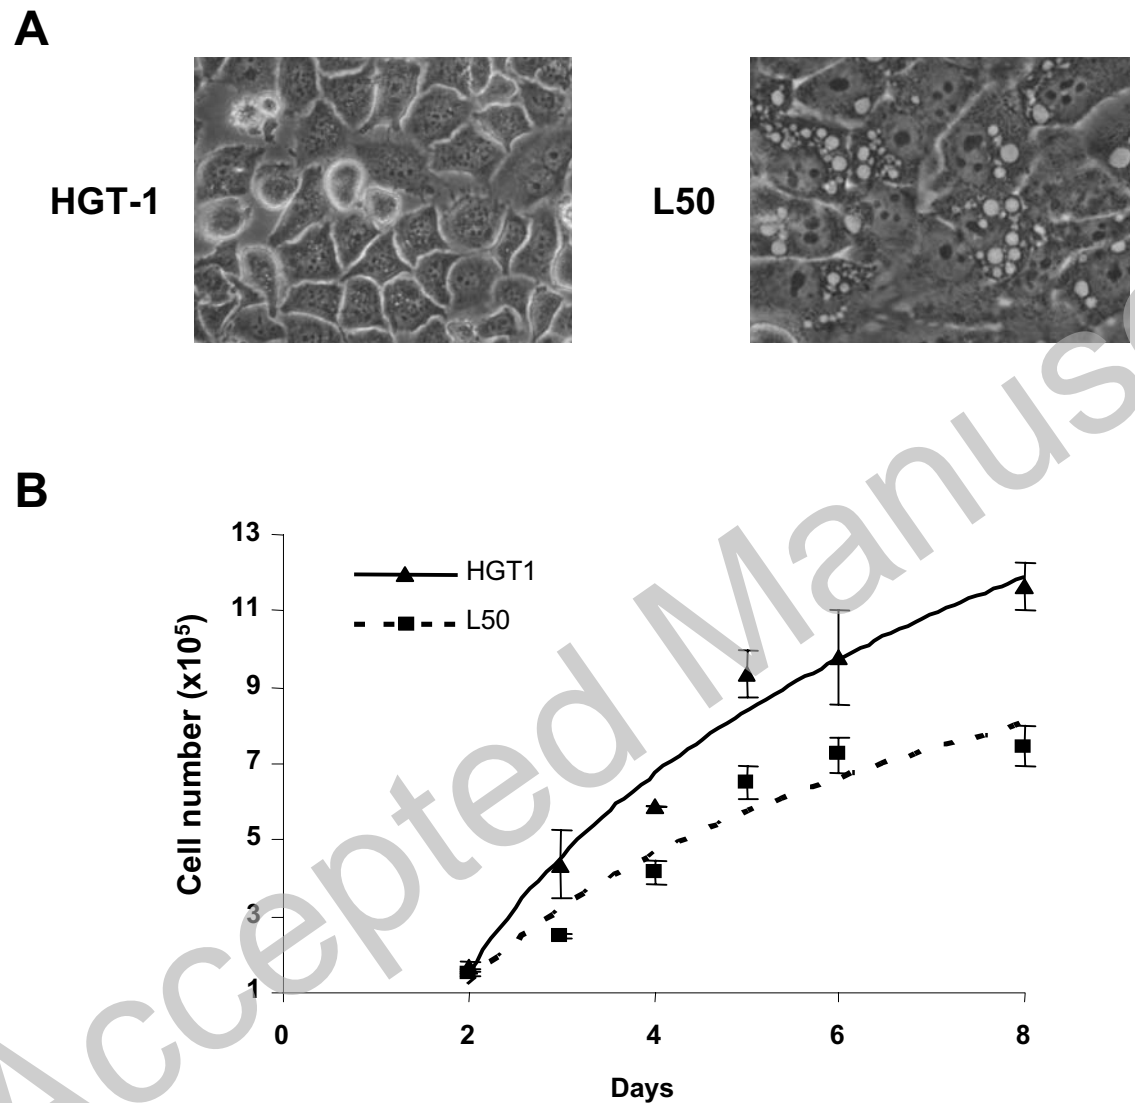 A
HGT-1
L50
B
13
11
9
7
5
3
1
Cell number (x10⁵)
HGT1
L50
0 2 4 6 8
Days
Accepted Manus